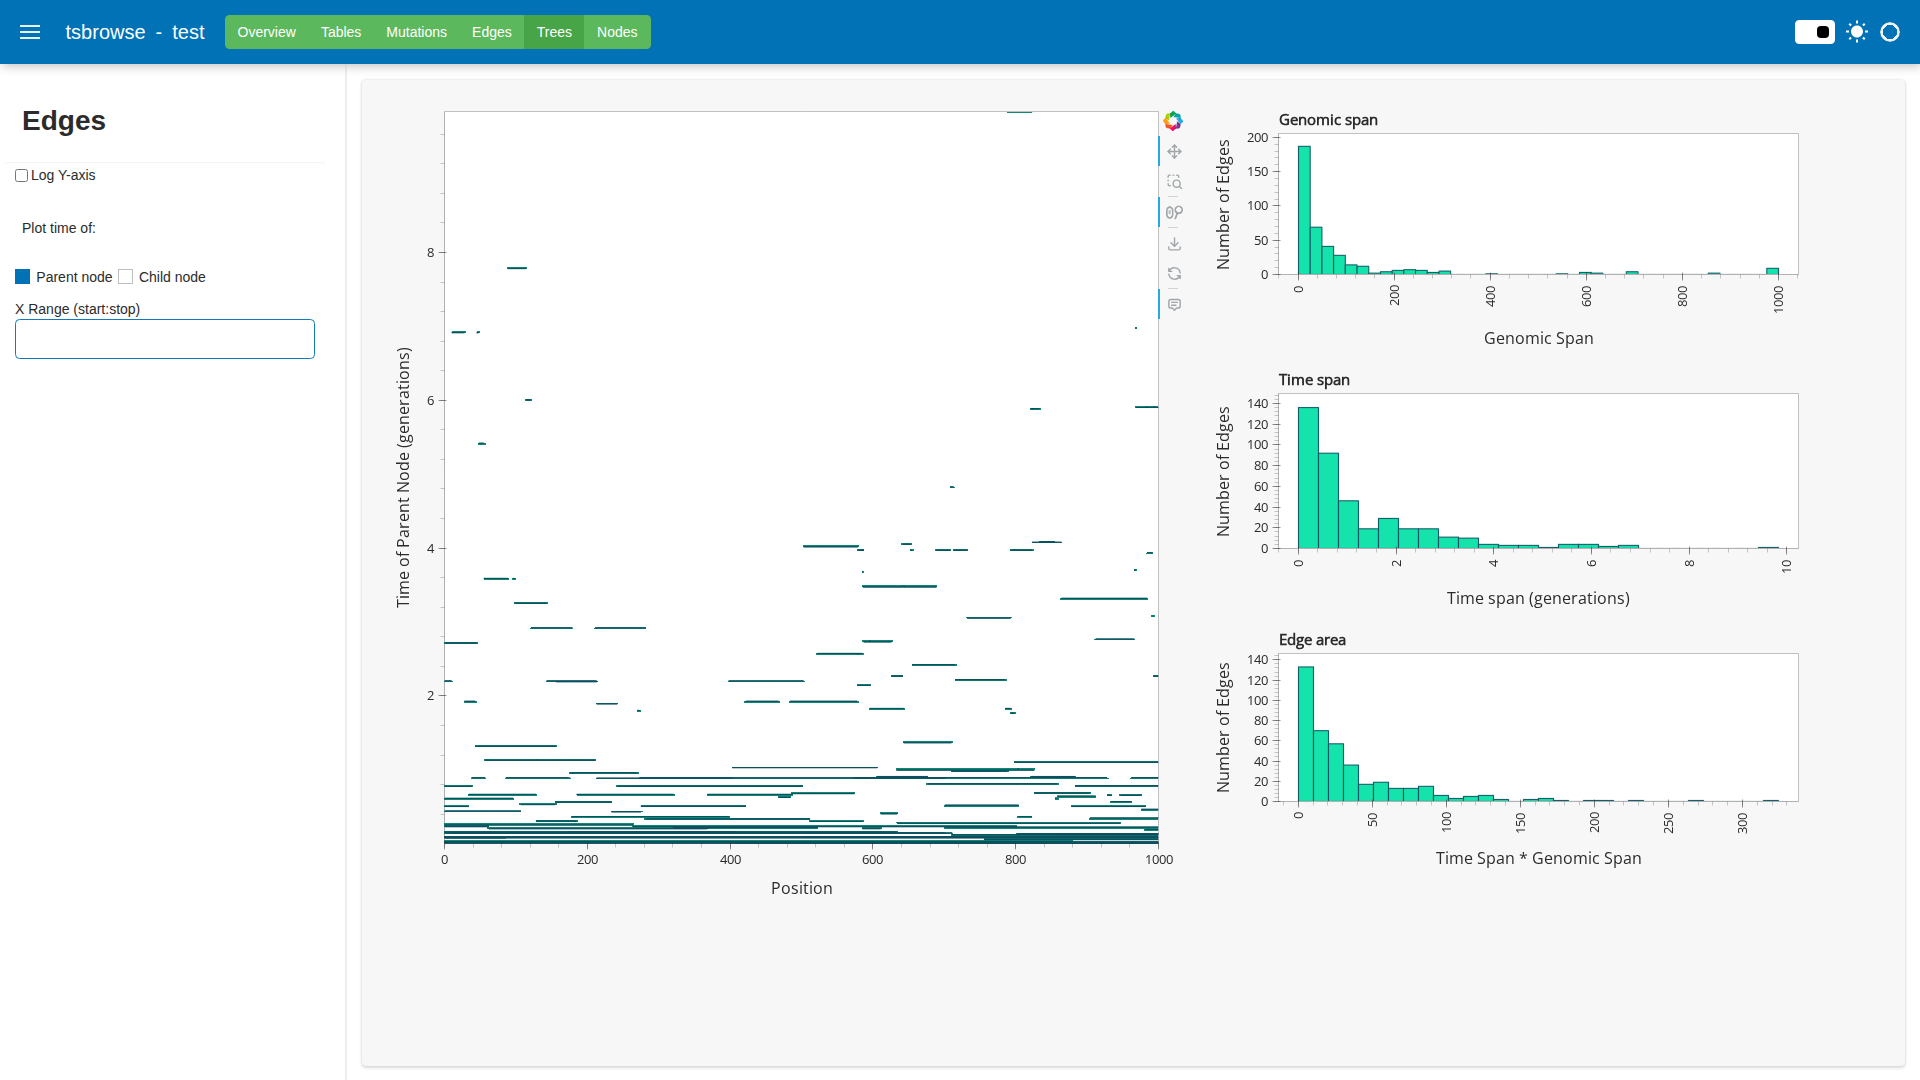 tsbrowse - test
Overview Tables Mutations Edges Trees Nodes
Edges
Log Y-axis
Plot time of:
Parent node Child node
X Range (start:stop)
Time of Parent Node (generations)
8
6
4
2
0 200 400 600 800 1000
Position
Genomic span
Number of Edges
200
150
100
50
0
0 200 400 600 800 1000
Genomic Span
Time span
Number of Edges
140
120
100
80
60
40
20
0
0 2 4 6 8 10
Time span (generations)
Edge area
Number of Edges
140
120
100
80
60
40
20
0
0 50 100 150 200 250 300
Time Span * Genomic Span